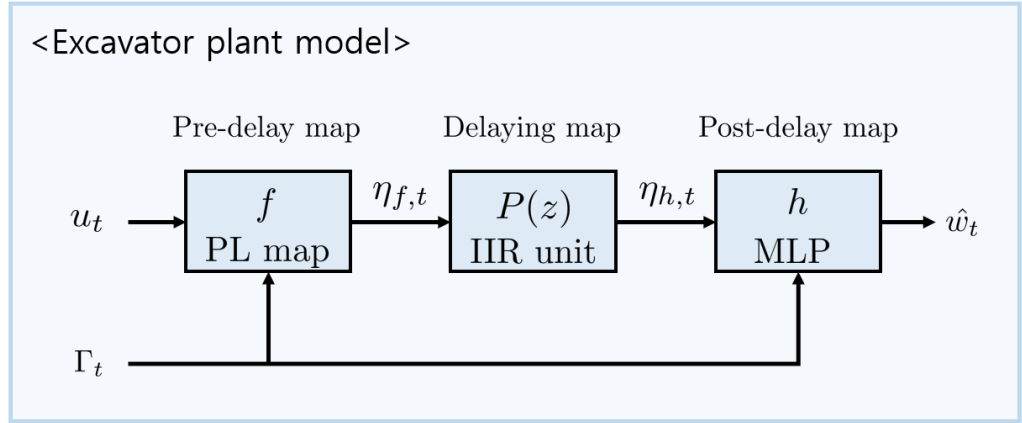 <Excavator plant model>
Pre-delay map
Delaying map
Post-delay map
u_t
f
PL map
η_{f,t}
P(z)
IIR unit
η_{h,t}
h
MLP
ŵ_t
Γ_t